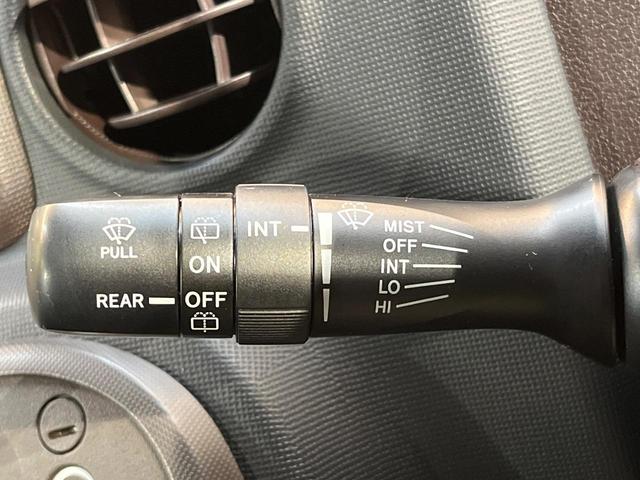 PULL
REAR
ON
OFF
INT
MIST
OFF
INT
LO
HI